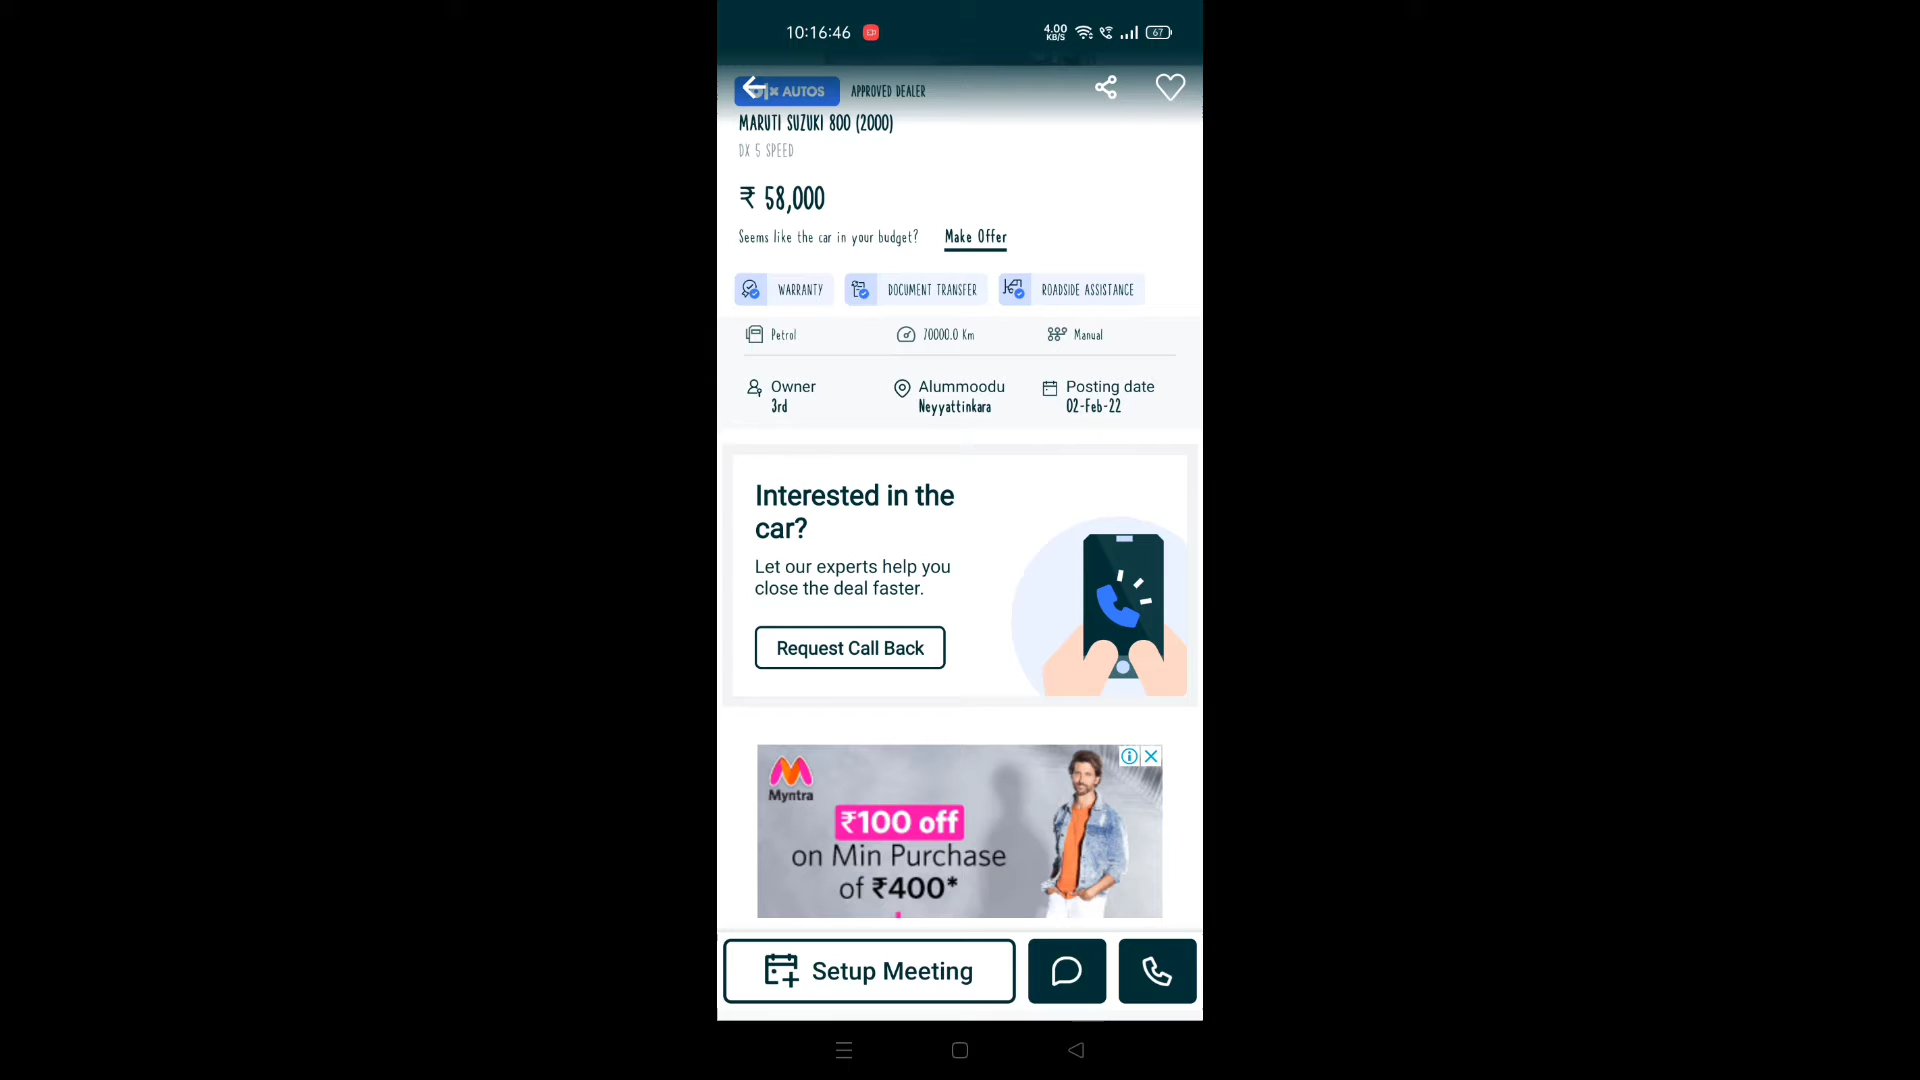 10:16:46
4.00
KB/S
67
AUTOS APPROVED DEALER
MARUTI SUZUKI 800 (2000)
DX 5 SPEED
₹ 58,000
Seems like the car in your budget? Make Offer
WARRANTY DOCUMENT TRANSFER ROADSIDE ASSISTANCE
Petrol 70000.0 Km Manual
Owner Alummoodu Posting date
3rd Neyyattinkara 02-Feb-22
Interested in the
car?
Let our experts help you
close the deal faster.
Request Call Back
Myntra
₹100 off
on Min Purchase
of ₹400*
Setup Meeting